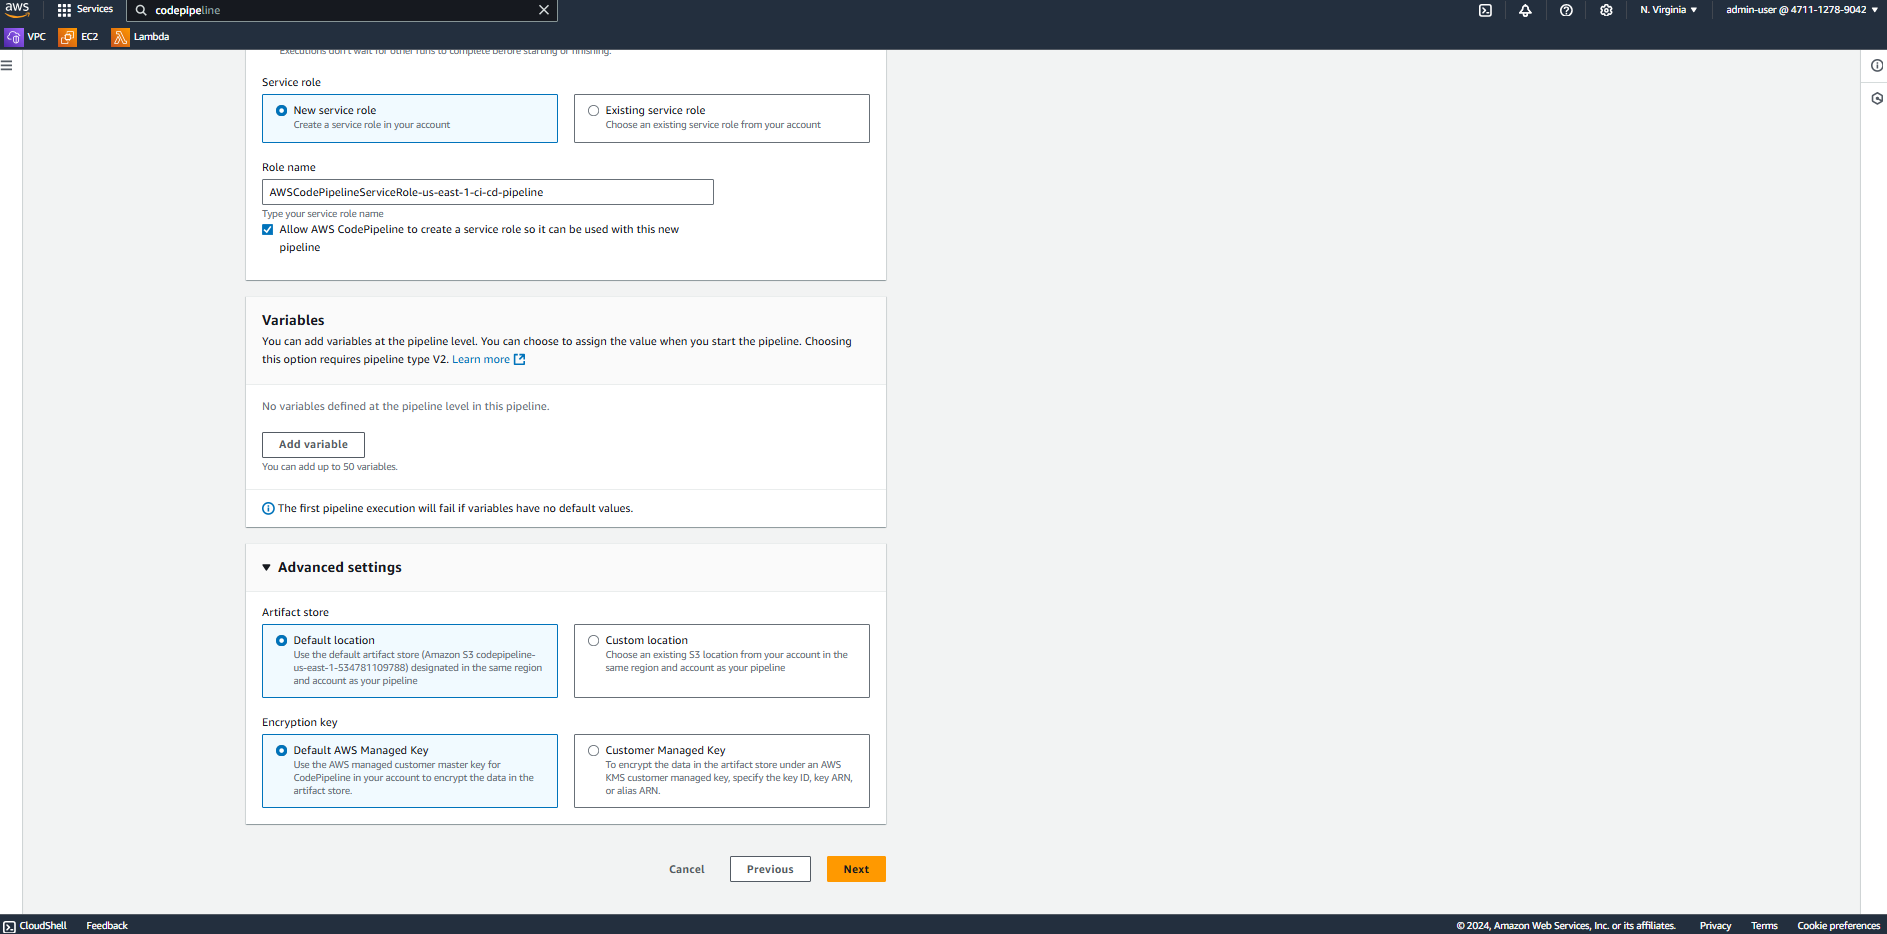 aws
Services
codepipeline
N. Virginia
admin-user @ 4711-1278-9042
VPC
EC2
Lambda
Executions don't wait for other runs to complete before starting or finishing.
Service role
New service role
Create a service role in your account
Existing service role
Choose an existing service role from your account
Role name
AWSCodePipelineServiceRole-us-east-1-ci-cd-pipeline
Type your service role name
Allow AWS CodePipeline to create a service role so it can be used with this new
pipeline
Variables
You can add variables at the pipeline level. You can choose to assign the value when you start the pipeline. Choosing
this option requires pipeline type V2. Learn more
No variables defined at the pipeline level in this pipeline.
Add variable
You can add up to 50 variables.
The first pipeline execution will fail if variables have no default values.
Advanced settings
Artifact store
Default location
Use the default artifact store (Amazon S3 codepipeline-
us-east-1-534781109788) designated in the same region
and account as your pipeline
Custom location
Choose an existing S3 location from your account in the
same region and account as your pipeline
Encryption key
Default AWS Managed Key
Use the AWS managed customer master key for
CodePipeline in your account to encrypt the data in the
artifact store.
Customer Managed Key
To encrypt the data in the artifact store under an AWS
KMS customer managed key, specify the key ID, key ARN,
or alias ARN.
Cancel
Previous
Next
CloudShell
Feedback
© 2024, Amazon Web Services, Inc. or its affiliates.
Privacy
Terms
Cookie preferences